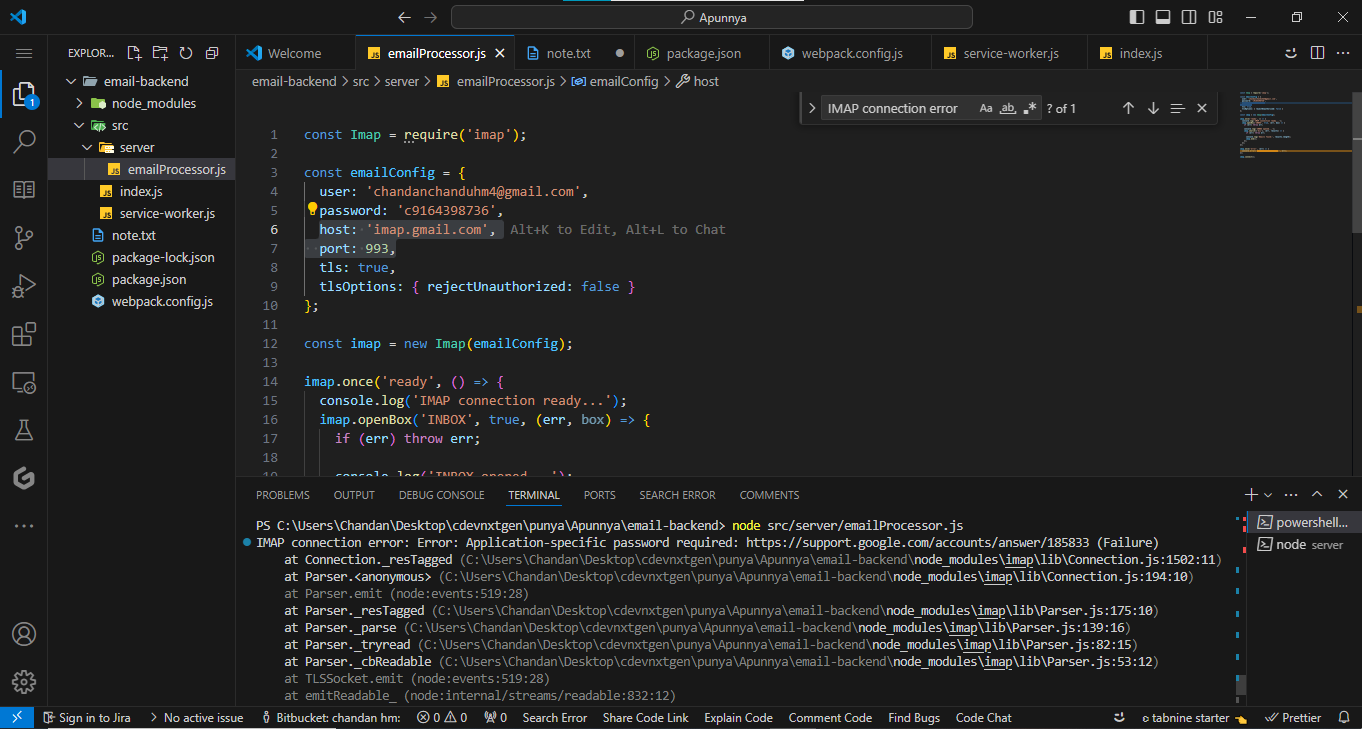 Apunnya
EXPLOR...
Welcome
emailProcessor.js
note.txt
package.json
webpack.config.js
service-worker.js
index.js
email-backend
node_modules
src
server
emailProcessor.js
index.js
service-worker.js
note.txt
package-lock.json
package.json
webpack.config.js
1
email-backend > src > server > emailProcessor.js > emailConfig > host
IMAP connection error
Aa
ab
.*
? of 1
1 const Imap = require('imap');
2
3 const emailConfig = {
4 user: 'chandanchanduhm4@gmail.com',
5 password: 'c9164398736',
6 host: 'imap.gmail.com', Alt+K to Edit, Alt+L to Chat
7 port: 993,
8 tls: true,
9 tlsOptions: { rejectUnauthorized: false }
10 };
11
12 const imap = new Imap(emailConfig);
13
14 imap.once('ready', () => {
15 console.log('IMAP connection ready...');
16 imap.openBox('INBOX', true, (err, box) => {
17 if (err) throw err;
18
19 console.log('INBOX opened...');
PROBLEMS OUTPUT DEBUG CONSOLE TERMINAL PORTS SEARCH ERROR COMMENTS
PS C:\Users\Chandan\Desktop\cdevnxtgen\punya\Apunnya\email-backend> node src/server/emailProcessor.js
IMAP connection error: Error: Application-specific password required: https://support.google.com/accounts/answer/185833 (Failure)
at Connection._resTagged (C:\Users\Chandan\Desktop\cdevnxtgen\punya\Apunnya\email-backend\node_modules\imap\lib\Connection.js:1502:11)
at Parser.<anonymous> (C:\Users\Chandan\Desktop\cdevnxtgen\punya\Apunnya\email-backend\node_modules\imap\lib\Connection.js:194:10)
at Parser.emit (node:events:519:28)
at Parser._resTagged (C:\Users\Chandan\Desktop\cdevnxtgen\punya\Apunnya\email-backend\node_modules\imap\lib\Parser.js:175:10)
at Parser._parse (C:\Users\Chandan\Desktop\cdevnxtgen\punya\Apunnya\email-backend\node_modules\imap\lib\Parser.js:139:16)
at Parser._tryread (C:\Users\Chandan\Desktop\cdevnxtgen\punya\Apunnya\email-backend\node_modules\imap\lib\Parser.js:82:15)
at Parser._cbReadable (C:\Users\Chandan\Desktop\cdevnxtgen\punya\Apunnya\email-backend\node_modules\imap\lib\Parser.js:53:12)
at TLSSocket.emit (node:events:519:28)
at emitReadable_ (node:internal/streams/readable:832:12)
powershell...
node server
Sign in to Jira
No active issue
Bitbucket: chandan hm:
0 0
0
Search Error
Share Code Link
Explain Code
Comment Code
Find Bugs
Code Chat
tabnine starter
Prettier